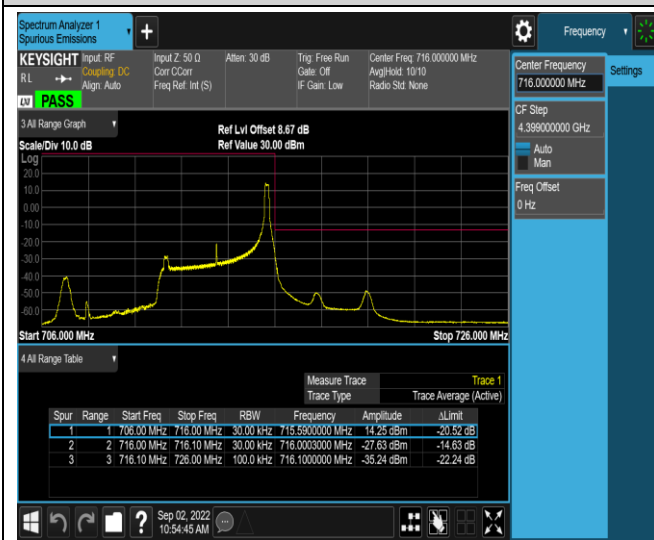 Spectrum Analyzer 1
Spurious Emissions
+
Frequency
KEYSIGHT
RL
LXI PASS
Input: RF
Coupling: DC
Align: Auto
Input Z: 50 Ω
Corr CCorr
Freq Ref: Int (S)
Atten: 30 dB
Trig: Free Run
Gate: Off
IF Gain: Low
Center Freq: 716.000000 MHz
Avg|Hold: 10/10
Radio Std: None
Center Frequency
716.000000 MHz
Settings
CF Step
4.399000000 GHz
Auto
Man
Freq Offset
0 Hz
3 All Range Graph
Scale/Div 10.0 dB
Ref Lvl Offset 8.67 dB
Ref Value 30.00 dBm
Log
20.0
10.0
0.00
-10.0
-20.0
-30.0
-40.0
-50.0
-60.0
Start 706.000 MHz
Stop 726.000 MHz
4 All Range Table
Measure Trace Trace 1
Trace Type Trace Average (Active)
Spur Range Start Freq Stop Freq RBW Frequency Amplitude ΔLimit
1 1 706.00 MHz 716.00 MHz 30.00 kHz 715.5900000 MHz 14.25 dBm -20.52 dB
2 2 716.00 MHz 716.10 MHz 30.00 kHz 716.0003000 MHz -27.63 dBm -14.63 dB
3 3 716.10 MHz 726.00 MHz 100.0 kHz 716.1000000 MHz -35.24 dBm -22.24 dB
?
Sep 02, 2022
10:54:45 AM